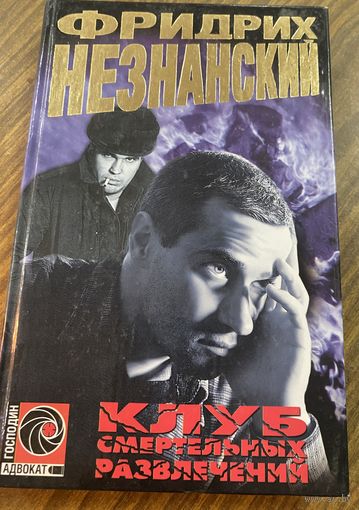 ФРИДРИХ
НЕЗНАНСКИЙ
КЛУБ
СМЕРТЕЛЬНЫХ
РАЗВЛЕЧЕНИЙ
ГОСПОДИН
АДВОКАТ